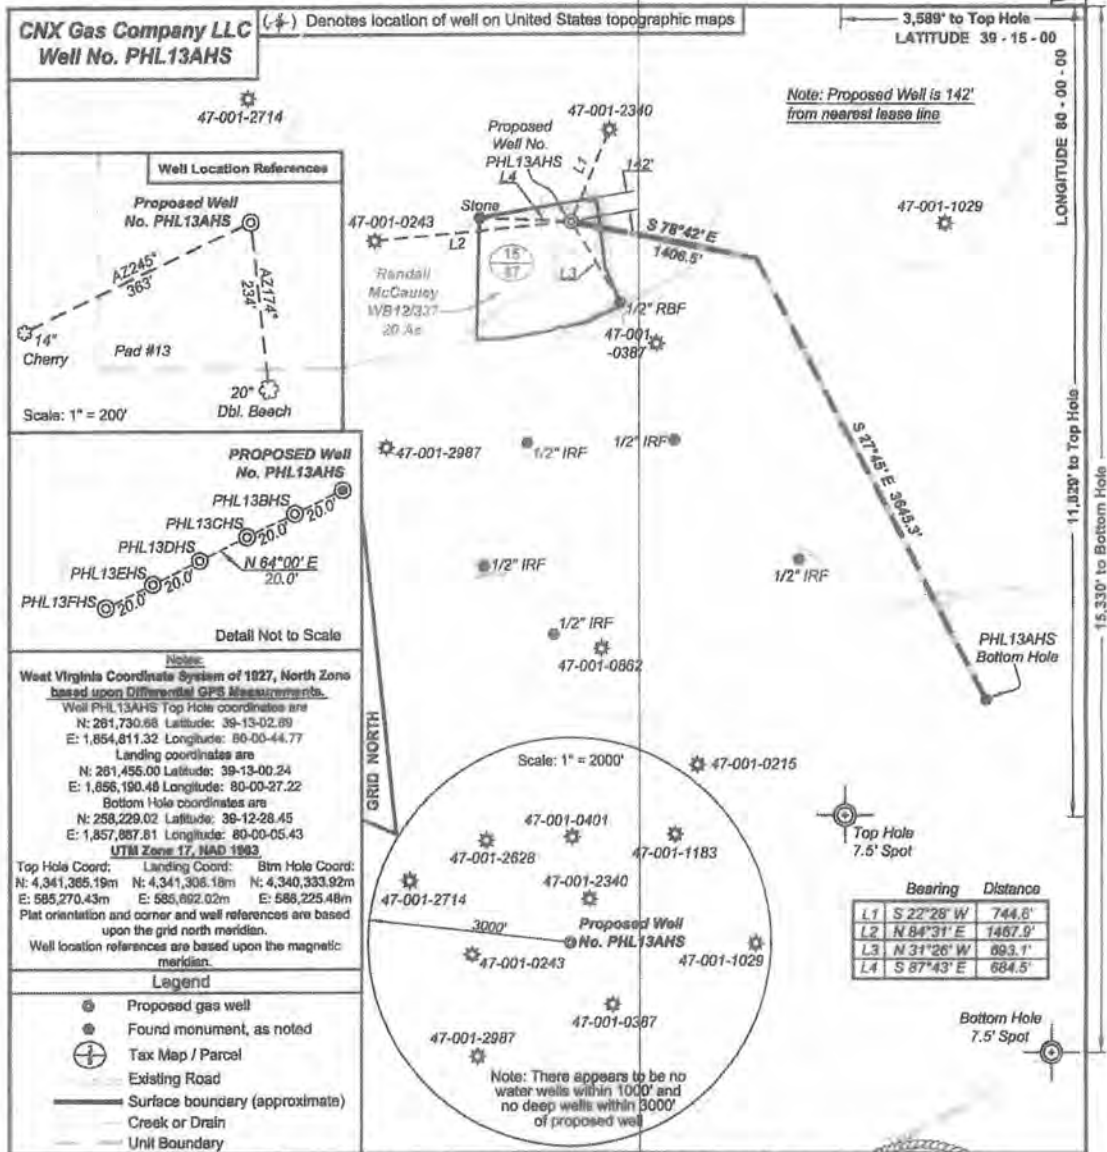 CNX Gas Company LLC
Well No. PHL13AHS
Denotes location of well on United States topographic maps
3,589' to Top Hole
LATITUDE 39 - 15 - 00
LONGITUDE 80 - 00 - 00
Note: Proposed Well is 142'
from nearest lease line
47-001-2714
47-001-2340
Proposed
Well No.
PHL13AHS
L4
L1
142'
Stone
47-001-0243
L2
S 78°42' E
1406.5'
47-001-1029
15
87
L3
Randall
McCauley
WB12/337
20 Ac
1/2" RBF
47-001
-0387
Well Location References
Proposed Well
No. PHL13AHS
AZ245°
363'
AZ174°
234'
14"
Cherry
Pad #13
20"
Dbl. Beech
Scale: 1" = 200'
47-001-2987
1/2" IRF
1/2" IRF
S 27°45' E 3645.3'
11,829' to Top Hole
15,330' to Bottom Hole
PROPOSED Well
No. PHL13AHS
PHL13BHS
20.0'
PHL13CHS
20.0'
PHL13DHS
20.0'
N 64°00' E
20.0'
PHL13EHS
PHL13FHS
20.0'
Detail Not to Scale
1/2" IRF
1/2" IRF
1/2" IRF
47-001-0862
PHL13AHS
Bottom Hole
GRID NORTH
Notes:
West Virginia Coordinate System of 1927, North Zone
based upon Differential GPS Measurements.
Well PHL13AHS Top Hole coordinates are
N: 261,730.68 Latitude: 39-13-02.89
E: 1,854,811.32 Longitude: 80-00-44.77
Landing coordinates are
N: 261,455.00 Latitude: 39-13-00.24
E: 1,856,190.48 Longitude: 80-00-27.22
Bottom Hole coordinates are
N: 258,229.02 Latitude: 39-12-28.45
E: 1,857,887.81 Longitude: 80-00-05.43
UTM Zone 17, NAD 1983
Top Hole Coord: Landing Coord: Btm Hole Coord:
N: 4,341,385.19m N: 4,341,308.18m N: 4,340,333.92m
E: 585,270.43m E: 585,692.02m E: 586,225.48m
Plat orientation and corner and well references are based
upon the grid north meridian.
Well location references are based upon the magnetic
meridian.
Legend
Proposed gas well
Found monument, as noted
Tax Map / Parcel
Existing Road
Surface boundary (approximate)
Creek or Drain
Unit Boundary
Scale: 1" = 2000'
47-001-0215
47-001-0401
47-001-2628
47-001-1183
47-001-2714
47-001-2340
3000'
Proposed Well
No. PHL13AHS
47-001-0243
47-001-1029
47-001-0387
47-001-2987
Note: There appears to be no
water wells within 1000' and
no deep wells within 3000'
of proposed well
Top Hole
7.5' Spot
Bearing Distance
L1 S 22°28' W 744.6'
L2 N 84°31' E 1467.9'
L3 N 31°26' W 693.1'
L4 S 87°43' E 684.5'
Bottom Hole
7.5' Spot